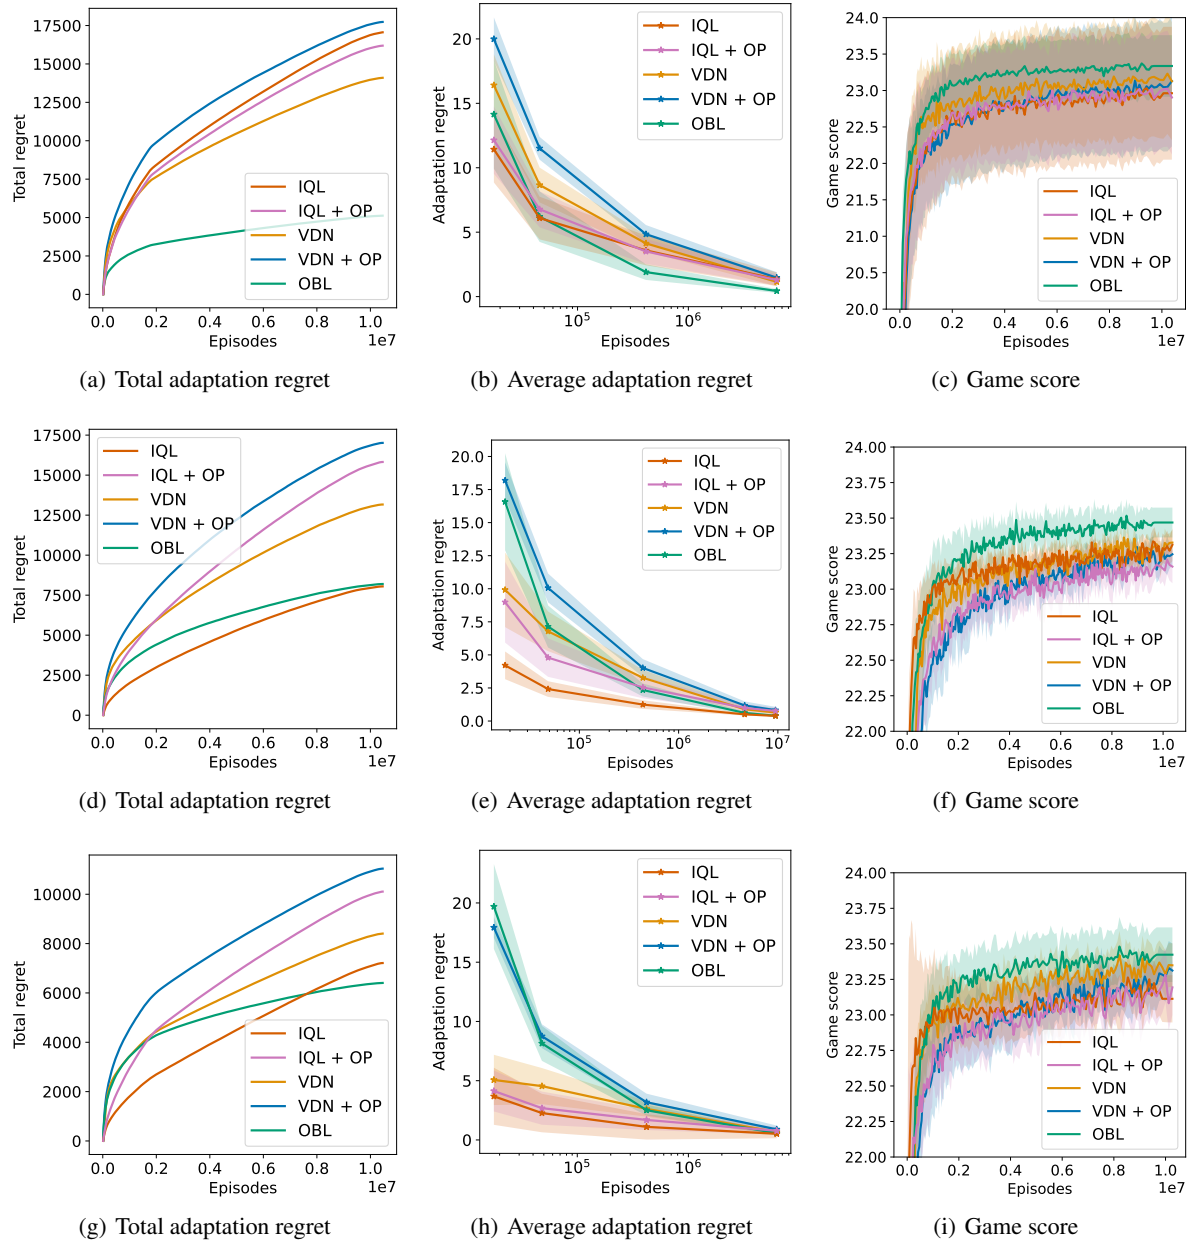 Total regret
17500
15000
12500
10000
7500
5000
2500
0
0.0 0.2 0.4 0.6 0.8 1.0
1e7
Episodes
IQL
IQL + OP
VDN
VDN + OP
OBL
(a) Total adaptation regret
Adaptation regret
20
15
10
5
0
10^5 10^6
Episodes
IQL
IQL + OP
VDN
VDN + OP
OBL
(b) Average adaptation regret
Game score
24.0
23.5
23.0
22.5
22.0
21.5
21.0
20.5
20.0
0.0 0.2 0.4 0.6 0.8 1.0
1e7
Episodes
IQL
IQL + OP
VDN
VDN + OP
OBL
(c) Game score
Total regret
17500
15000
12500
10000
7500
5000
2500
0
0.0 0.2 0.4 0.6 0.8 1.0
1e7
Episodes
IQL
IQL + OP
VDN
VDN + OP
OBL
(d) Total adaptation regret
Adaptation regret
20.0
17.5
15.0
12.5
10.0
7.5
5.0
2.5
0.0
10^5 10^6 10^7
Episodes
IQL
IQL + OP
VDN
VDN + OP
OBL
(e) Average adaptation regret
Game score
24.00
23.75
23.50
23.25
23.00
22.75
22.50
22.25
22.00
0.0 0.2 0.4 0.6 0.8 1.0
1e7
Episodes
IQL
IQL + OP
VDN
VDN + OP
OBL
(f) Game score
Total regret
10000
8000
6000
4000
2000
0
0.0 0.2 0.4 0.6 0.8 1.0
1e7
Episodes
IQL
IQL + OP
VDN
VDN + OP
OBL
(g) Total adaptation regret
Adaptation regret
20
15
10
5
0
10^5 10^6
Episodes
IQL
IQL + OP
VDN
VDN + OP
OBL
(h) Average adaptation regret
Game score
24.00
23.75
23.50
23.25
23.00
22.75
22.50
22.25
22.00
0.0 0.2 0.4 0.6 0.8 1.0
1e7
Episodes
IQL
IQL + OP
VDN
VDN + OP
OBL
(i) Game score